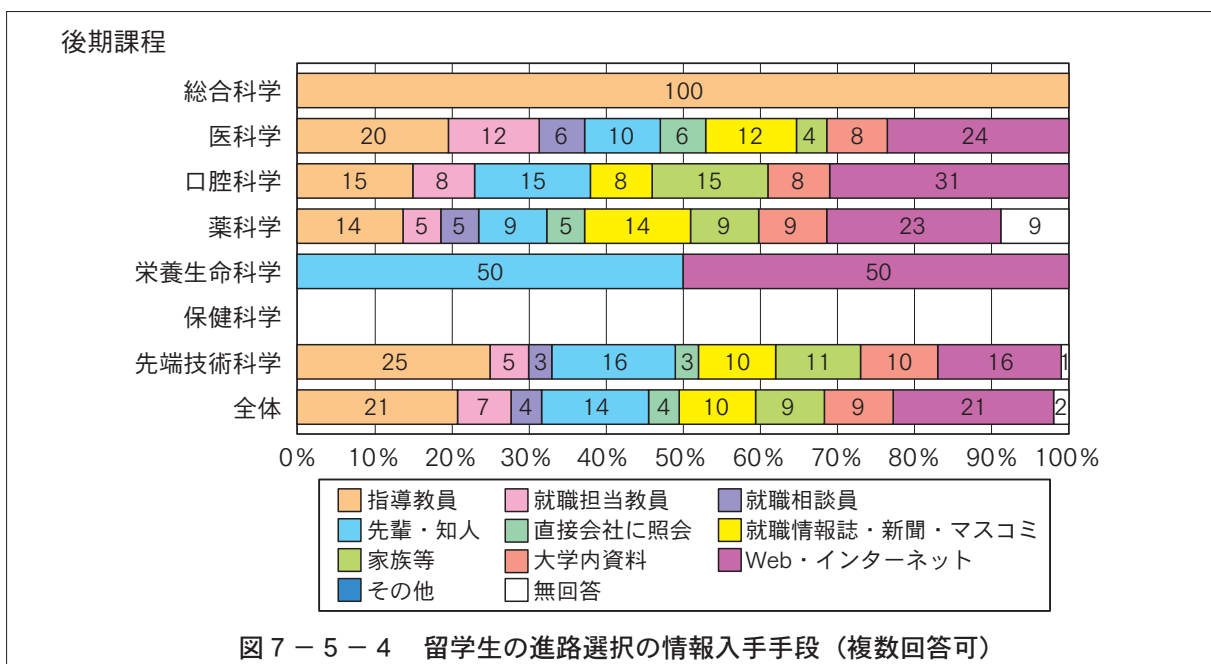 後期課程
総合科学 100
医科学 20 12 6 10 6 12 4 8 24
口腔科学 15 8 15 8 15 8 31
薬科学 14 5 5 9 5 14 9 9 23 9
栄養生命科学 50 50
保健科学
先端技術科学 25 5 3 16 3 10 11 10 16 1
全体 21 7 4 14 4 10 9 9 21 2
0% 10% 20% 30% 40% 50% 60% 70% 80% 90% 100%
指導教員 就職担当教員 就職相談員
先輩・知人 直接会社に照会 就職情報誌・新聞・マスコミ
家族等 大学内資料 Web・インターネット
その他 無回答
図7-5-4 留学生の進路選択の情報入手手段（複数回答可）